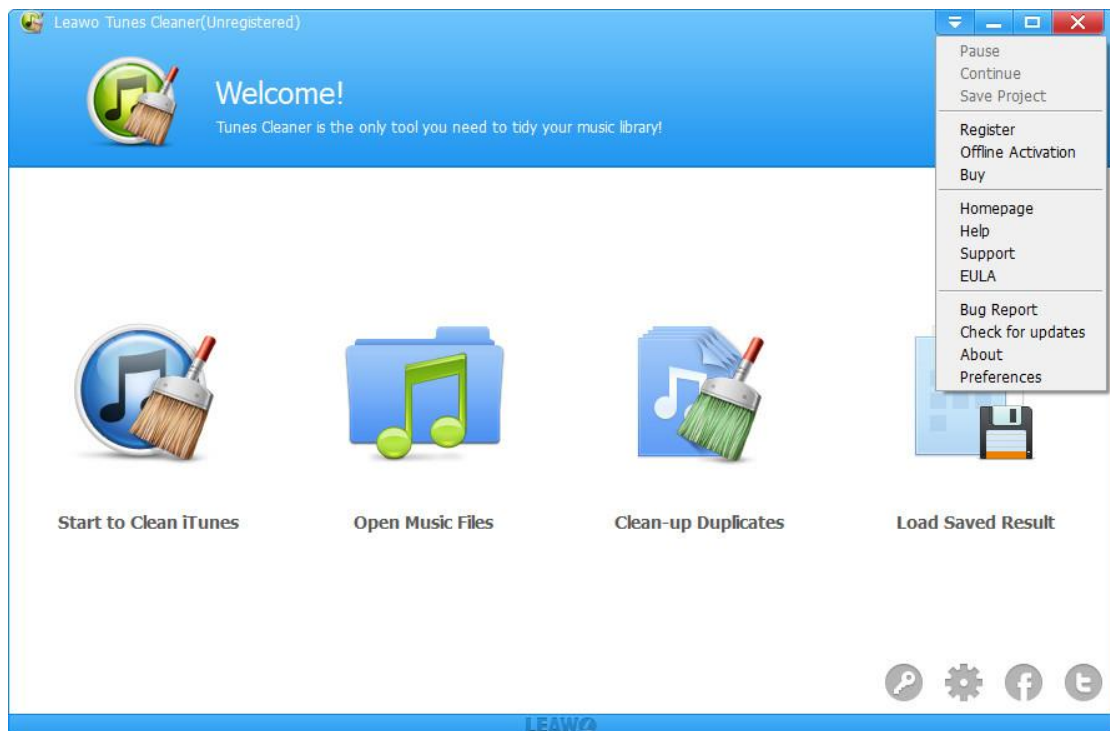 Leawo Tunes Cleaner(Unregistered)
Welcome!
Tunes Cleaner is the only tool you need to tidy your music library!
Pause
Continue
Save Project
Register
Offline Activation
Buy
Homepage
Help
Support
EULA
Bug Report
Check for updates
About
Preferences
Start to Clean iTunes
Open Music Files
Clean-up Duplicates
Load Saved Result
LEAWO